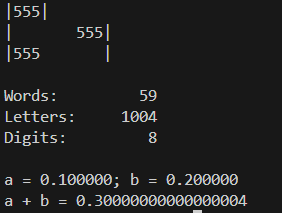 |555|
|       555|
|555       |
Words:        59
Letters:    1004
Digits:        8
a = 0.100000; b = 0.200000
a + b = 0.30000000000000004